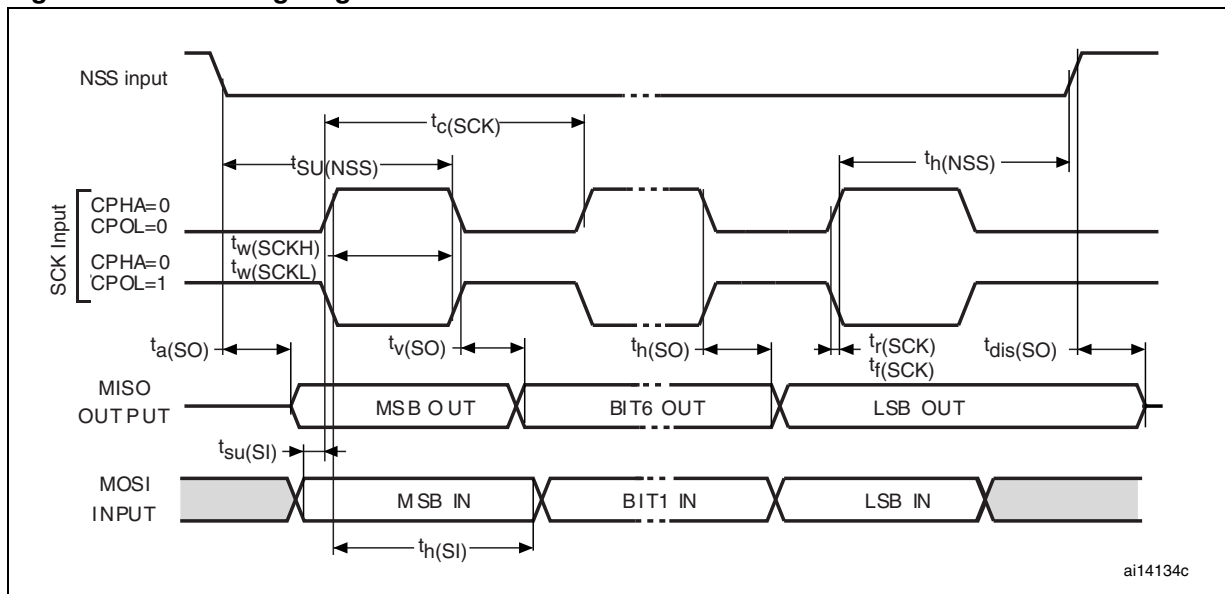 NSS input
tc(SCK)
tSU(NSS)
th(NSS)
SCK Input
CPHA=0
CPOL=0
tw(SCKH)
CPHA=0
tw(SCKL)
CPOL=1
ta(SO)
tv(SO)
th(SO)
tr(SCK)
tf(SCK)
tdis(SO)
MISO
OUTPUT
MSB OUT
BIT6 OUT
LSB OUT
tsu(SI)
MOSI
INPUT
MSB IN
BIT1 IN
LSB IN
th(SI)
ai14134c